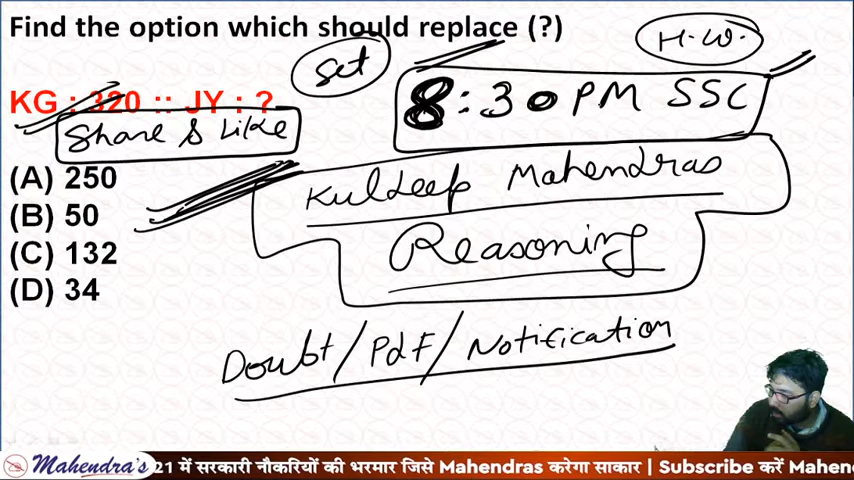 Find the option which should replace (?)
H.W.
Set
KG : 320 :: JY : ?
8:30 PM SSC
Share & Like
(A) 250
Kuldeep Mahendras
(B) 50
Reasoning
(C) 132
(D) 34
Doubt/Pdf/Notification
Mahendra's
21 में सरकारी नौकरियों की भरमार जिसे Mahendras करेगा साकार | Subscribe करें Mahen